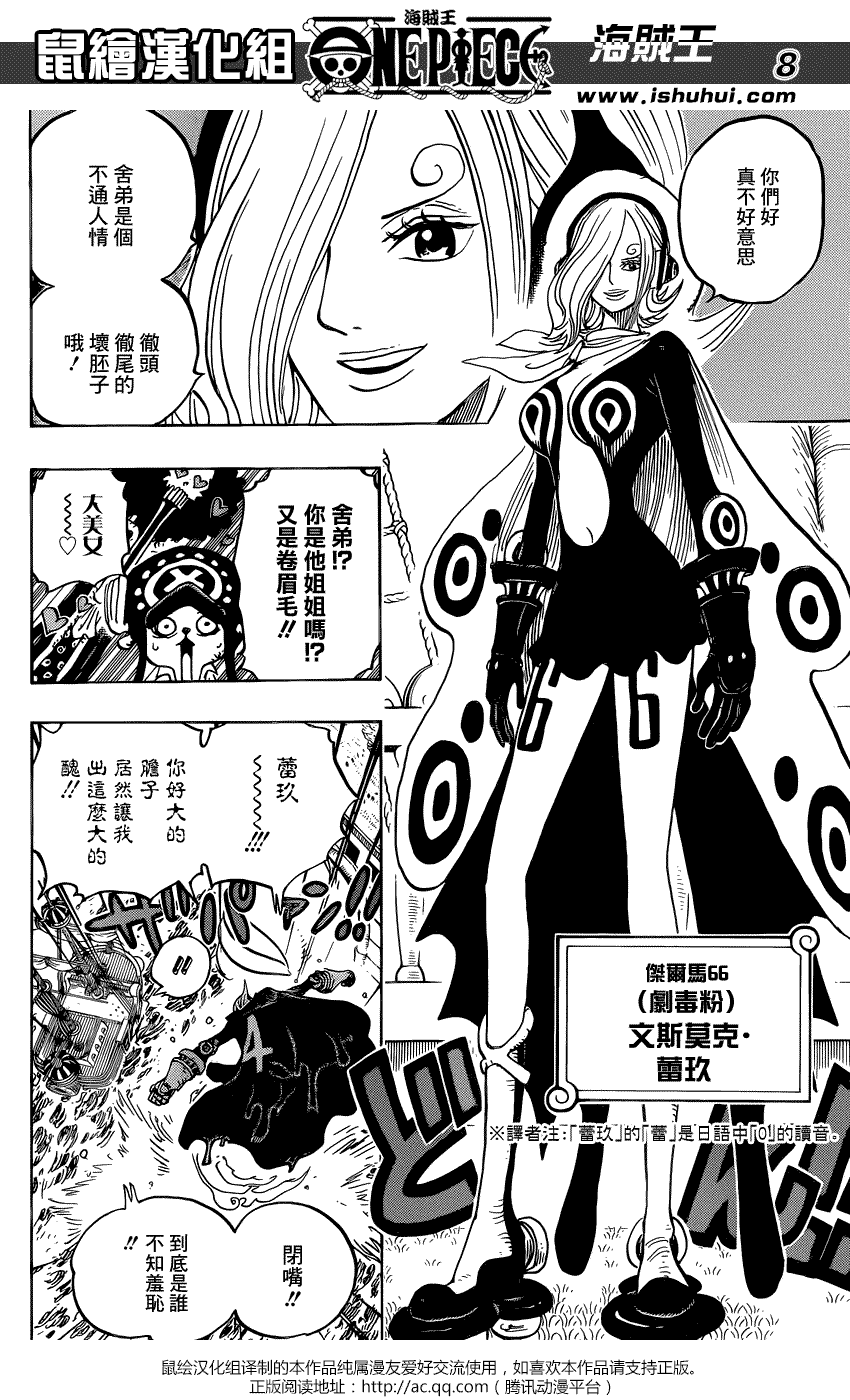 鼠繪漢化組
海賊王
ONE PIECE
海賊王
8
www.ishuhui.com
你們好
真不好意思
舍弟是個
不通人情
徹頭
徹尾的
壞胚子
哦！
舍弟!?
你是他姐姐嗎!?
又是卷眉毛!!
大美女
～～♡
蕾玖
～～!!!
你好大的
膽子
居然讓我
出這麼大的
醜!!
!!
閉嘴!!
到底是誰
不知羞恥
!!
傑爾馬66
（劇毒粉）
文斯莫克·
蕾玖
※譯者注:「蕾玖」的「蕾」是日語中「0」的讀音。
6
6
4
ドン
鼠绘汉化组译制的本作品纯属漫友爱好交流使用，如喜欢本作品请支持正版。
正版阅读地址：http://ac.qq.com（腾讯动漫平台）